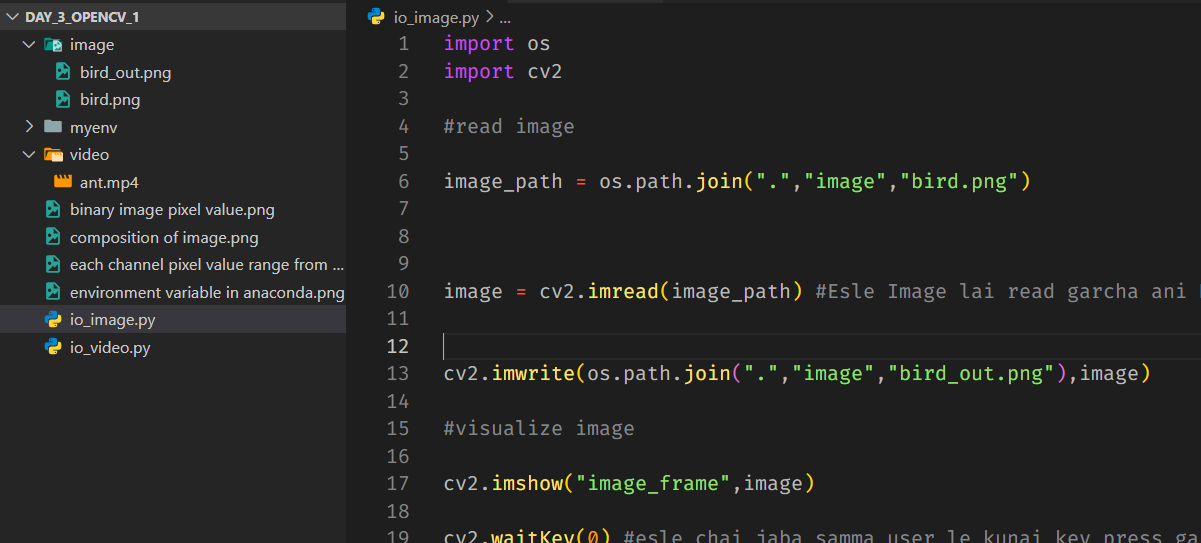 DAY_3_OPENCV_1
image
bird_out.png
bird.png
myenv
video
ant.mp4
binary image pixel value.png
composition of image.png
each channel pixel value range from ...
environment variable in anaconda.png
io_image.py
io_video.py
io_image.py > ...
1 import os
2 import cv2
3
4 #read image
5
6 image_path = os.path.join(".","image","bird.png")
7
8
9
10 image = cv2.imread(image_path) #Esle Image lai read garcha ani
11
12
13 cv2.imwrite(os.path.join(".","image","bird_out.png"),image)
14
15 #visualize image
16
17 cv2.imshow("image_frame",image)
18
19 cv2.waitKey(0) #esle chai jaba samma user le kunai key press ga